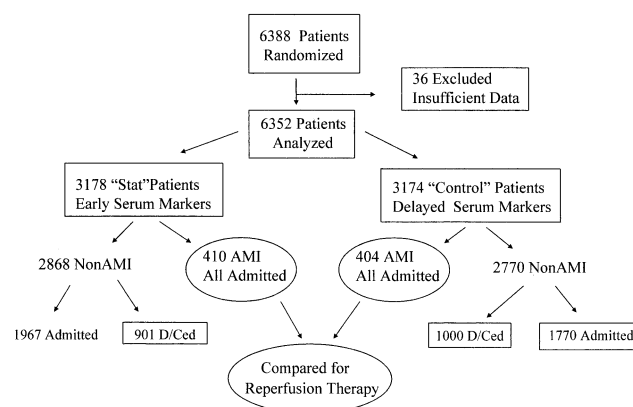 6388 Patients
Randomized
36 Excluded
Insufficient Data
6352 Patients
Analyzed
3178 “Stat”Patients
Early Serum Markers
3174 “Control” Patients
Delayed Serum Markers
2868 NonAMI
410 AMI
All Admitted
404 AMI
All Admitted
2770 NonAMI
1967 Admitted
901 D/Ced
1000 D/Ced
1770 Admitted
Compared for
Reperfusion Therapy